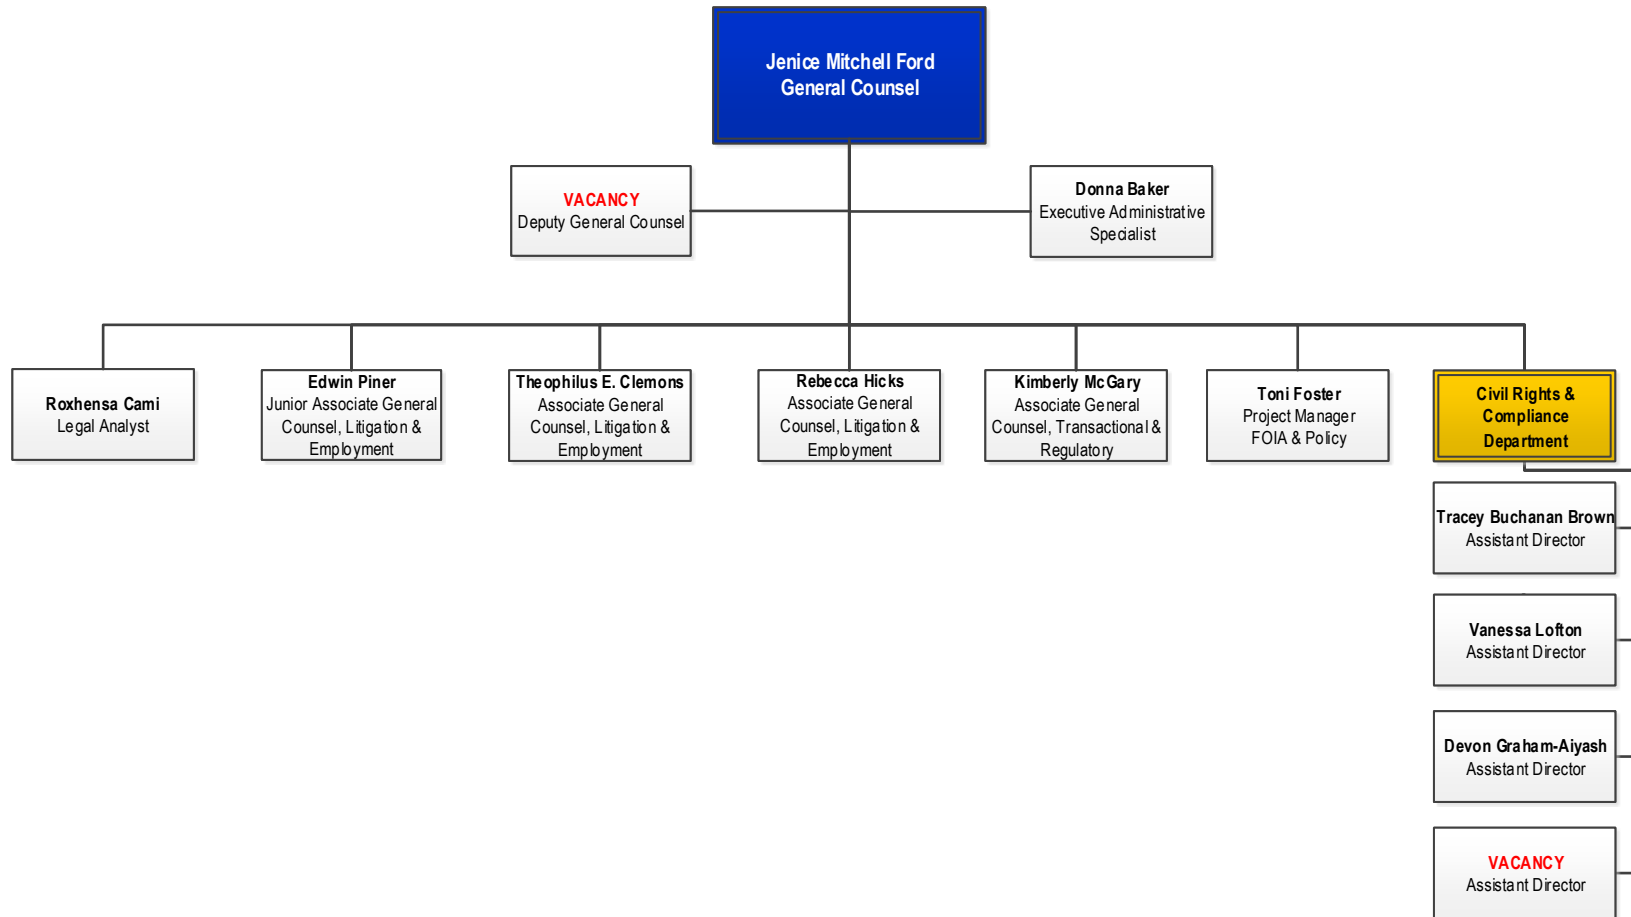 Jenice Mitchell Ford
General Counsel
VACANCY
Deputy General Counsel
Donna Baker
Executive Administrative
Specialist
Roxhensa Cami
Legal Analyst
Edwin Piner
Junior Associate General
Counsel, Litigation &
Employment
Theophilus E. Clemons
Associate General
Counsel, Litigation &
Employment
Rebecca Hicks
Associate General
Counsel, Litigation &
Employment
Kimberly McGary
Associate General
Counsel, Transactional &
Regulatory
Toni Foster
Project Manager
FOIA & Policy
Civil Rights &
Compliance
Department
Tracey Buchanan Brown
Assistant Director
Vanessa Lofton
Assistant Director
Devon Graham-Aiyash
Assistant Director
VACANCY
Assistant Director